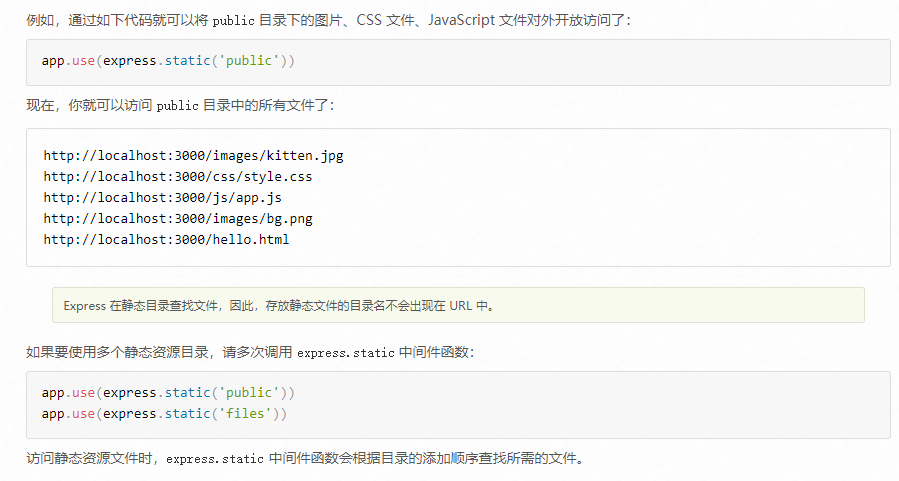 例如，通过如下代码就可以将 public 目录下的图片、CSS 文件、JavaScript 文件对外开放访问了：
app.use(express.static('public'))
现在，你就可以访问 public 目录中的所有文件了：
http://localhost:3000/images/kitten.jpg
http://localhost:3000/css/style.css
http://localhost:3000/js/app.js
http://localhost:3000/images/bg.png
http://localhost:3000/hello.html
Express 在静态目录查找文件，因此，存放静态文件的目录名不会出现在 URL 中。
如果要使用多个静态资源目录，请多次调用 express.static 中间件函数：
app.use(express.static('public'))
app.use(express.static('files'))
访问静态资源文件时，express.static 中间件函数会根据目录的添加顺序查找所需的文件。